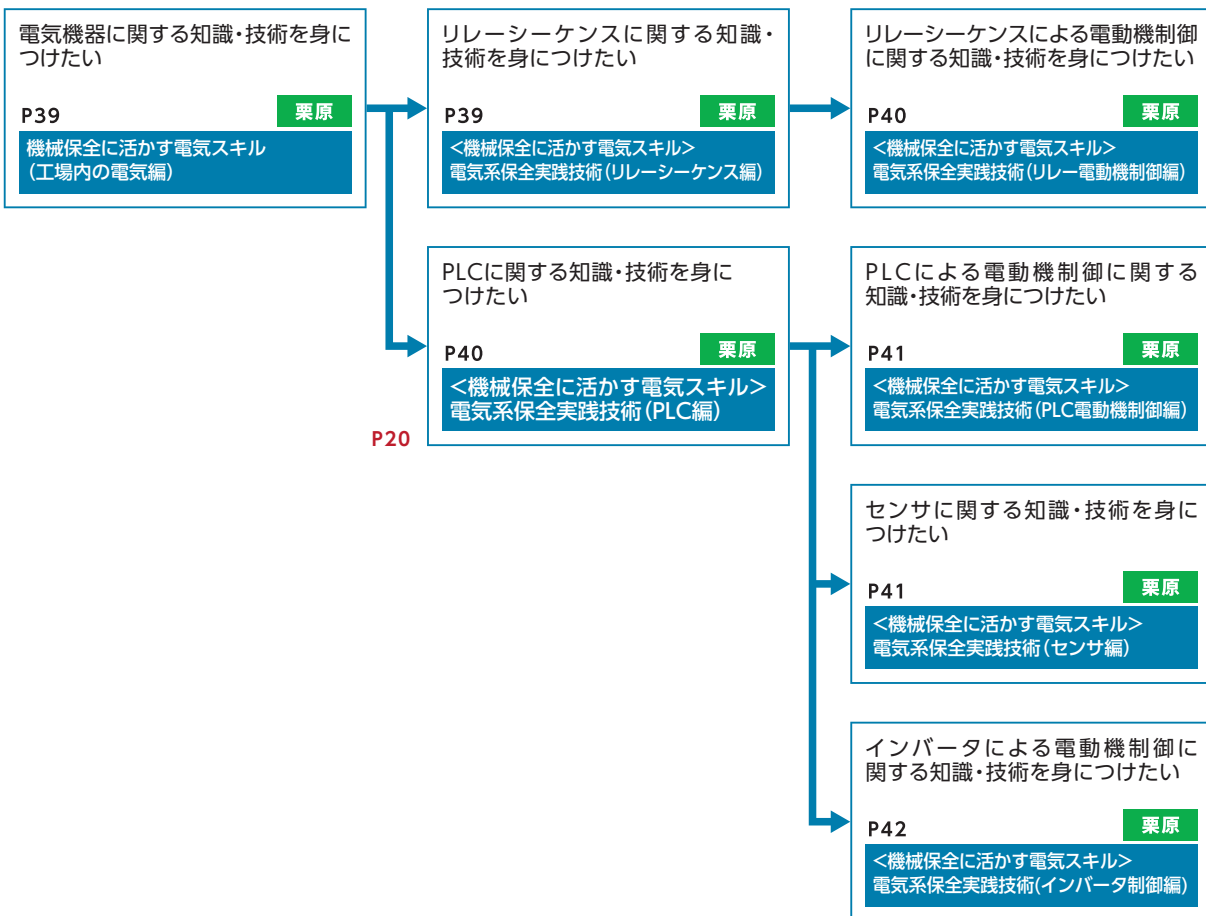 電気機器に関する知識・技術を身に
つけたい
P39
栗原
機械保全に活かす電気スキル
（工場内の電気編）
リレーシーケンスに関する知識・
技術を身につけたい
P39
栗原
<機械保全に活かす電気スキル>
電気系保全実践技術（リレーシーケンス編）
リレーシーケンスによる電動機制御
に関する知識・技術を身につけたい
P40
栗原
<機械保全に活かす電気スキル>
電気系保全実践技術（リレー電動機制御編）
PLCに関する知識・技術を身に
つけたい
P40
栗原
<機械保全に活かす電気スキル>
電気系保全実践技術（PLC編）
P20
PLCによる電動機制御に関する
知識・技術を身につけたい
P41
栗原
<機械保全に活かす電気スキル>
電気系保全実践技術（PLC電動機制御編）
センサに関する知識・技術を身に
つけたい
P41
栗原
<機械保全に活かす電気スキル>
電気系保全実践技術（センサ編）
インバータによる電動機制御に
関する知識・技術を身につけたい
P42
栗原
<機械保全に活かす電気スキル>
電気系保全実践技術(インバータ制御編)